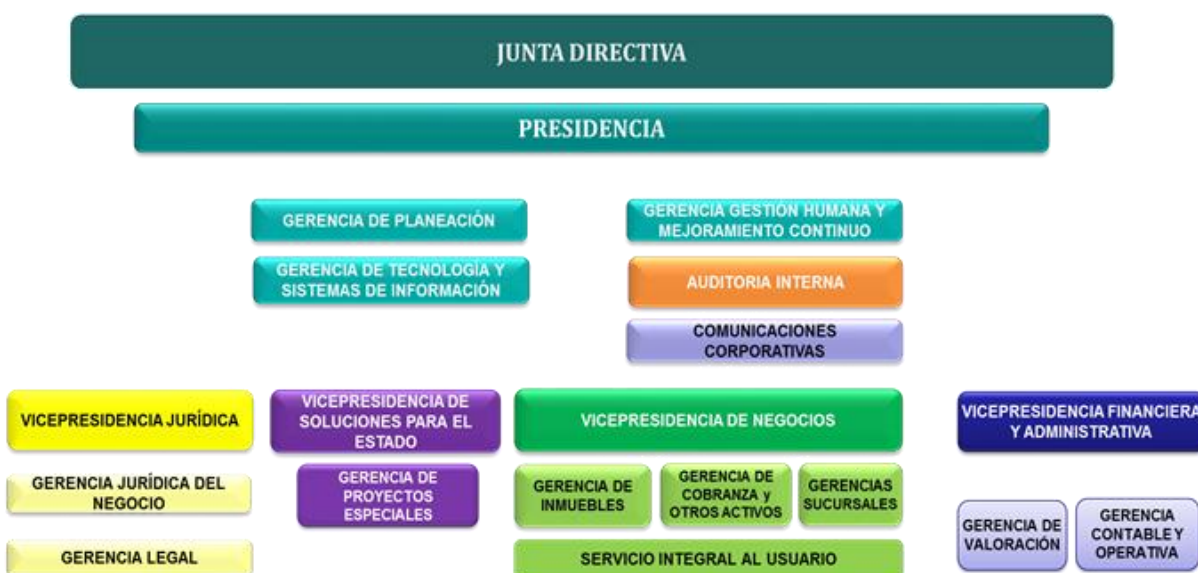 JUNTA DIRECTIVA
PRESIDENCIA
GERENCIA DE PLANEACIÓN
GERENCIA GESTIÓN HUMANA Y
MEJORAMIENTO CONTINUO
GERENCIA DE TECNOLOGÍA Y
SISTEMAS DE INFORMACIÓN
AUDITORIA INTERNA
COMUNICACIONES
CORPORATIVAS
VICEPRESIDENCIA JURÍDICA
VICEPRESIDENCIA DE
SOLUCIONES PARA EL
ESTADO
VICEPRESIDENCIA DE NEGOCIOS
VICEPRESIDENCIA FINANCIERA
Y ADMINISTRATIVA
GERENCIA JURÍDICA DEL
NEGOCIO
GERENCIA DE
PROYECTOS
ESPECIALES
GERENCIA DE
INMUEBLES
GERENCIA DE
COBRANZA y
OTROS ACTIVOS
GERENCIAS
SUCURSALES
GERENCIA DE
VALORACIÓN
GERENCIA
CONTABLE Y
OPERATIVA
GERENCIA LEGAL
SERVICIO INTEGRAL AL USUARIO